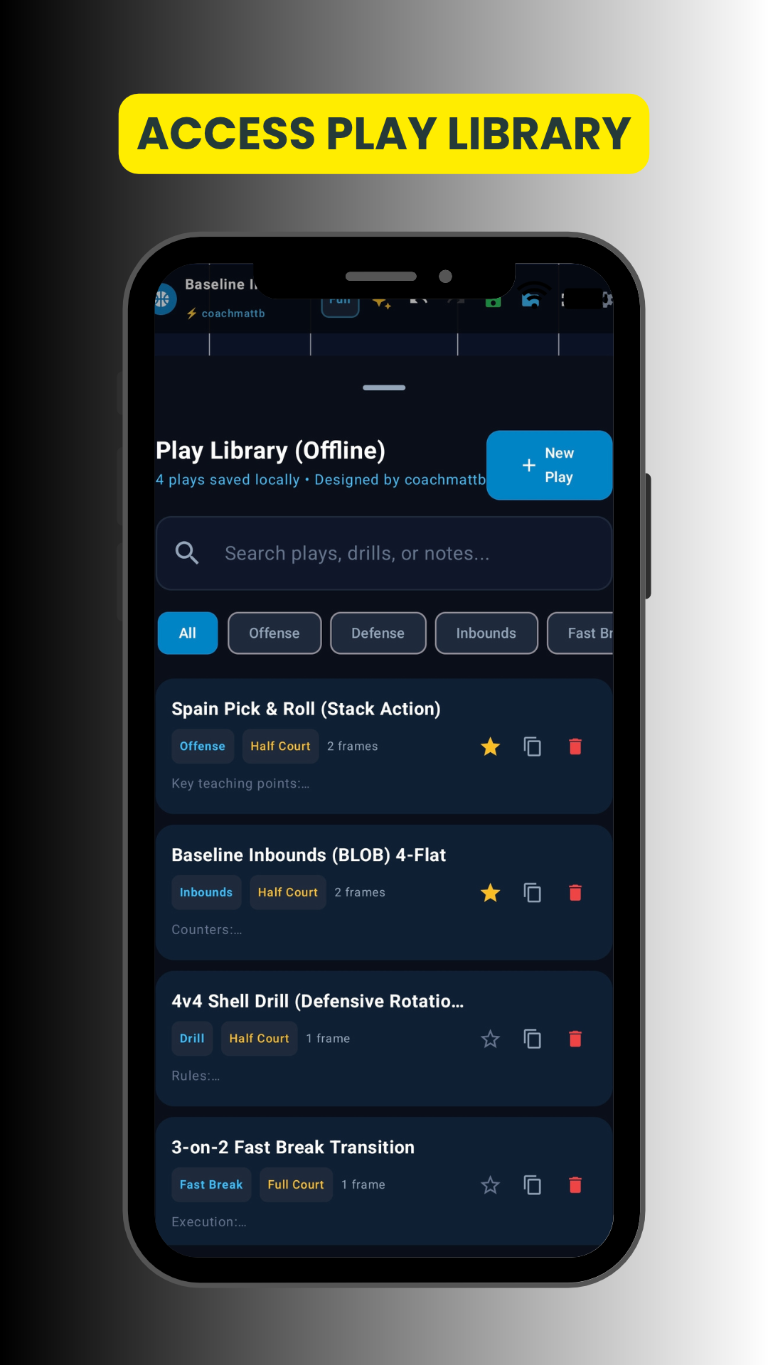 ACCESS PLAY LIBRARY
Baseline I
⚡ coachmattb
Full
Play Library (Offline)
4 plays saved locally • Designed by coachmattb
+ New
Play
Search plays, drills, or notes...
All
Offense
Defense
Inbounds
Fast Br
Spain Pick & Roll (Stack Action)
Offense
Half Court
2 frames
Key teaching points:…
Baseline Inbounds (BLOB) 4-Flat
Inbounds
Half Court
2 frames
Counters:…
4v4 Shell Drill (Defensive Rotatio…
Drill
Half Court
1 frame
Rules:…
3-on-2 Fast Break Transition
Fast Break
Full Court
1 frame
Execution:…